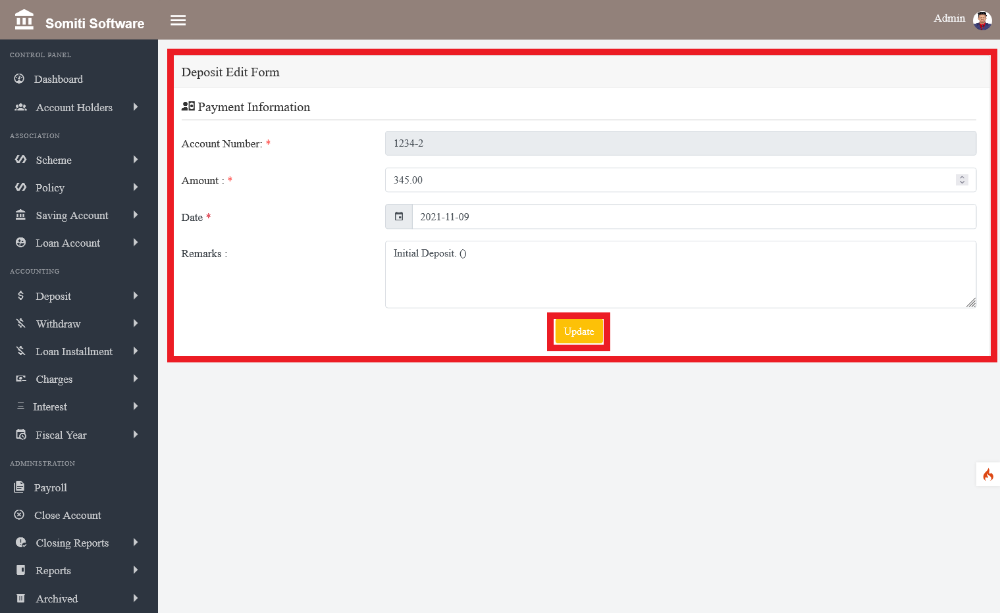 Somiti Software
Admin
CONTROL PANEL
Dashboard
Account Holders
ASSOCIATION
Scheme
Policy
Saving Account
Loan Account
ACCOUNTING
Deposit
Withdraw
Loan Installment
Charges
Interest
Fiscal Year
ADMINISTRATION
Payroll
Close Account
Closing Reports
Reports
Archived
Deposit Edit Form
Payment Information
Account Number: * 1234-2
Amount : * 345.00
Date * 2021-11-09
Remarks : Initial Deposit. ()
Update